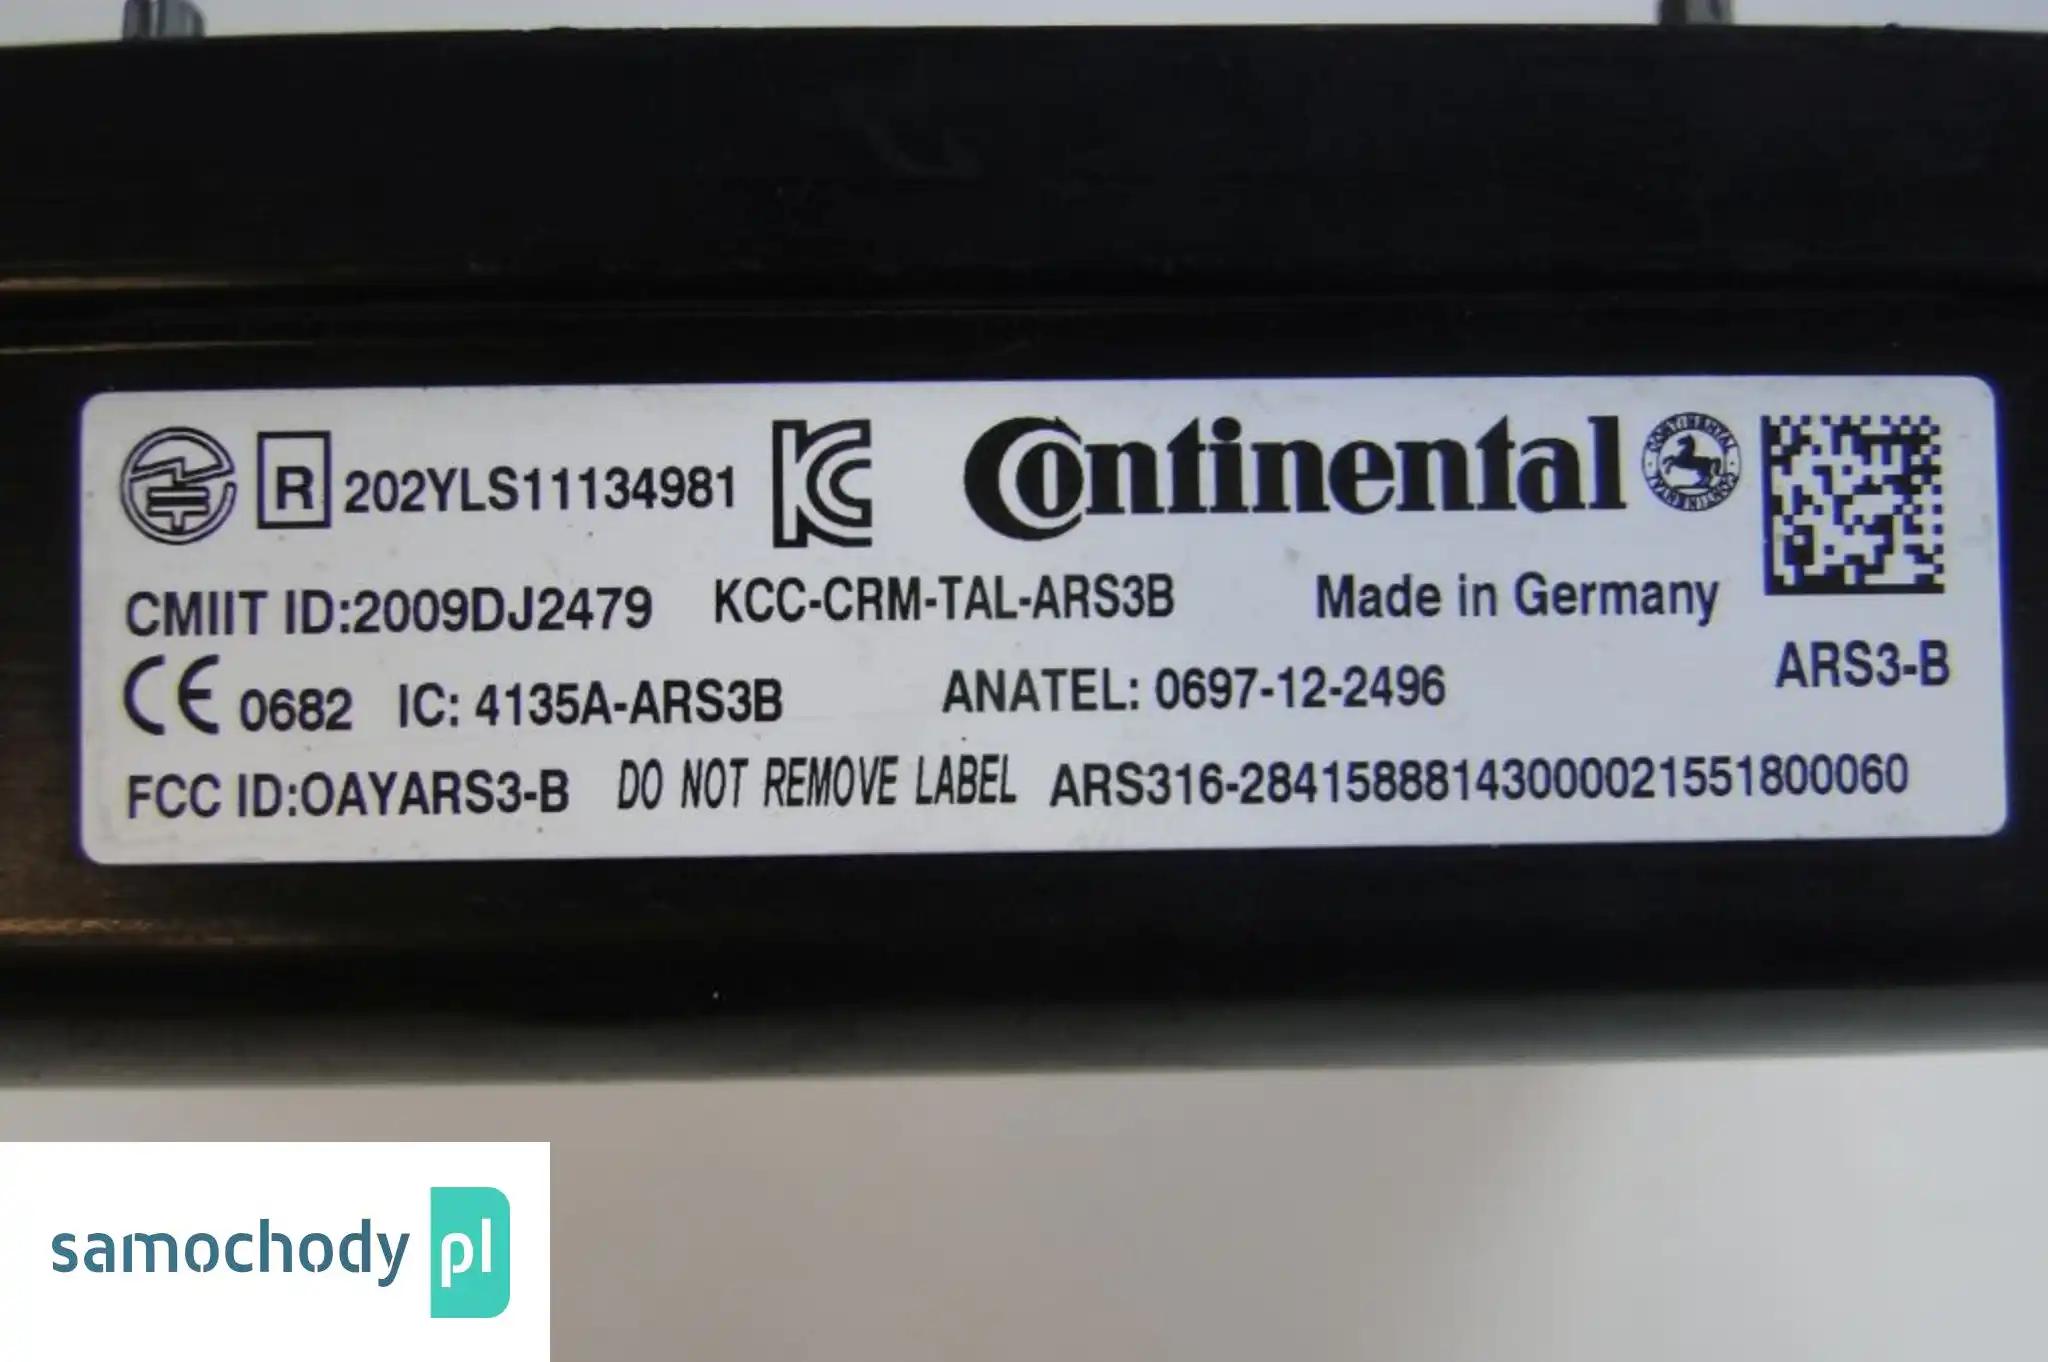 R 202YLS11134981 Continental
CMIIT ID:2009DJ2479 KCC-CRM-TAL-ARS3B Made in Germany
CE 0682 IC: 4135A-ARS3B ANATEL: 0697-12-2496 ARS3-B
FCC ID:OAYARS3-B DO NOT REMOVE LABEL ARS316-284158881430000021551800060
samochody pl